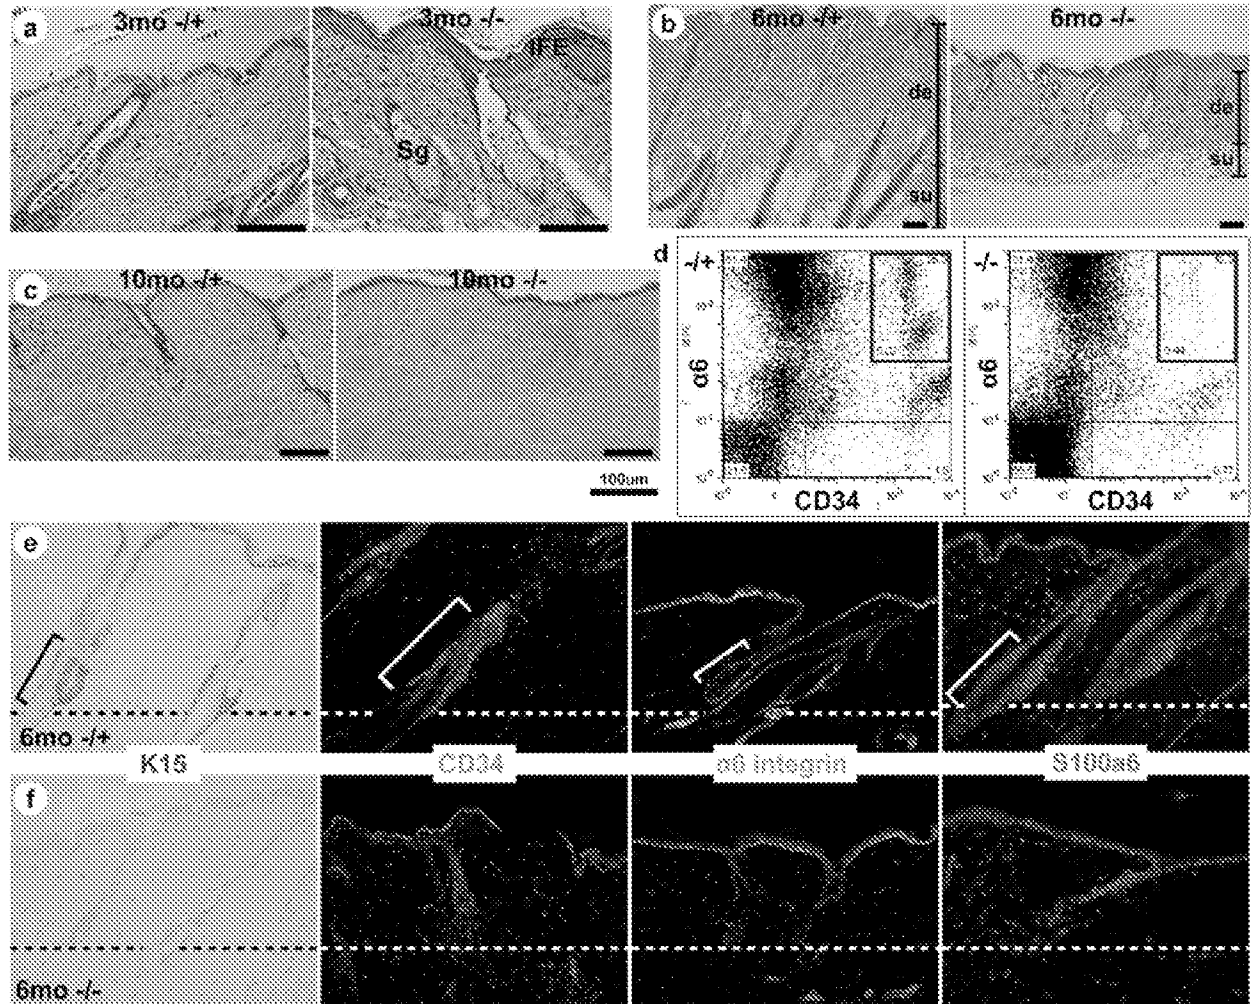 a
3mo -/+
3mo -/-
IFE
Sg
b
6mo -/+
6mo -/-
de
su
de
su
c
10mo -/+
10mo -/-
100um
d
-/+
α6
CD34
-/-
α6
CD34
e
6mo -/+
K15
CD34
α6 integrin
S100a6
f
6mo -/-